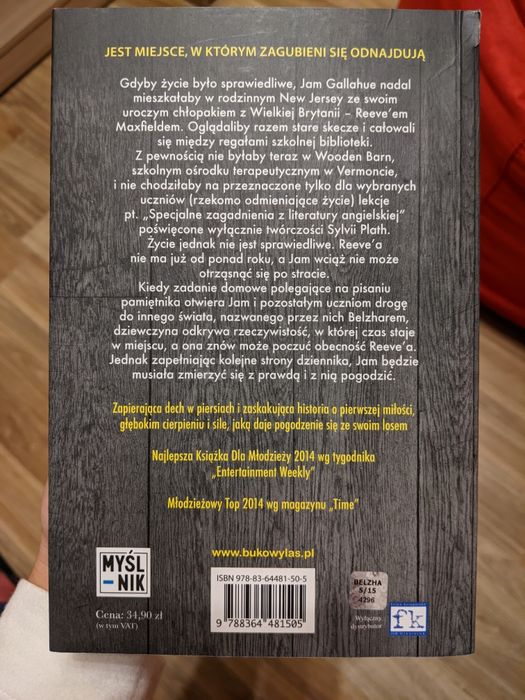 JEST MIEJSCE, W KTÓRYM ZAGUBIENI SIĘ ODNAJDUJĄ
Gdyby życie było sprawiedliwe, Jam Gallahue nadal
mieszkałaby w rodzinnym New Jersey ze swoim
uroczym chłopakiem z Wielkiej Brytanii – Reeve'em
Maxfieldem. Oglądaliby razem stare skecze i całowali
się między regałami szkolnej biblioteki.
Z pewnością nie byłaby teraz w Wooden Barn,
szkolnym ośrodku terapeutycznym w Vermoncie,
i nie chodziłaby na przeznaczone tylko dla wybranych
uczniów (rzekomo odmieniające życie) lekcje
pt. „Specjalne zagadnienia z literatury angielskiej”
poświęcone wyłącznie twórczości Sylvii Plath.
Życie jednak nie jest sprawiedliwe. Reeve'a
nie ma już od ponad roku, a Jam wciąż nie może
otrząsnąć się po stracie.
Kiedy zadanie domowe polegające na pisaniu
pamiętnika otwiera Jam i pozostałym uczniom drogę
do innego świata, nazwanego przez nich Belzharem,
dziewczyna odkrywa rzeczywistość, w której czas staje
w miejscu, a ona znów może poczuć obecność Reeve'a.
Jednak zapełniając kolejne strony dziennika, Jam będzie
musiała zmierzyć się z prawdą i z nią pogodzić.
Zapierająca dech w piersiach i zaskakująca historia o pierwszej miłości,
głębokim cierpieniu i sile, jaką daje pogodzenie się ze swoim losem
Najlepsza Książka Dla Młodzieży 2014 wg tygodnika
„Entertainment Weekly”
Młodzieżowy Top 2014 wg magazynu „Time”
www.bukowylas.pl
MYŚL
–NIK
Cena: 34,90 zł
(w tym VAT)
ISBN 978-83-64481-50-5
9 788364 481505
BELZHA
5/15
4296
Wyłączny
dystrybutor
fk